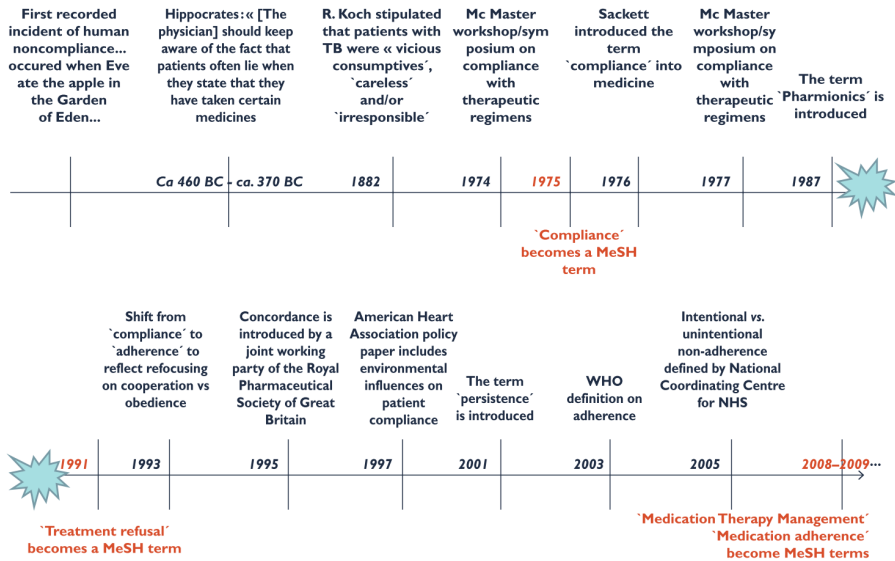 First recorded
incident of human
noncompliance...
occured when Eve
ate the apple in
the Garden
of Eden...
Hippocrates: « [The
physician] should keep
aware of the fact that
patients often lie when
they state that they
have taken certain
medicines
R. Koch stipulated
that patients with
TB were « vicious
consumptives´,
`careless´
and/or
`irresponsible´
Mc Master
workshop/sym
posium on
compliance
with
therapeutic
regimens
Sackett
introduced the
term
`compliance´ into
medicine
Mc Master
workshop/sy
mposium on
compliance
with
therapeutic
regimens
The term
`Pharmionics´ is
introduced
Ca 460 BC - ca. 370 BC
1882
1974
1975
1976
1977
1987
`Compliance´
becomes a MeSH
term
Shift from
`compliance´ to
`adherence´ to
reflect refocusing
on cooperation vs
obedience
Concordance is
introduced by a
joint working
party of the Royal
Pharmaceutical
Society of Great
Britain
American Heart
Association policy
paper includes
environmental
influences on
patient
compliance
The term
`persistence´
is introduced
WHO
definition on
adherence
Intentional vs.
unintentional
non-adherence
defined by National
Coordinating Centre
for NHS
1991
1993
1995
1997
2001
2003
2005
2008–2009...
`Treatment refusal´
becomes a MeSH term
`Medication Therapy Management´
`Medication adherence´
become MeSH terms